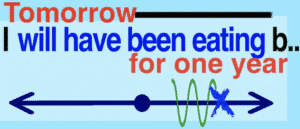 Tomorrow
I will have been eating b..
for one year